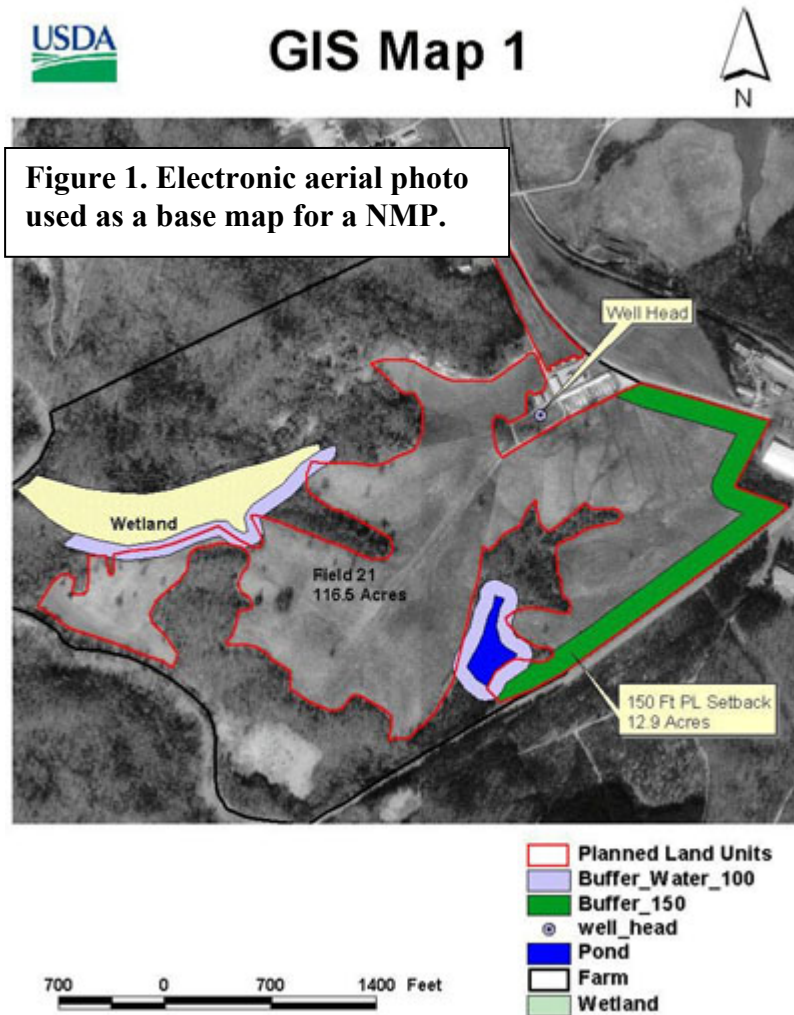 USDA
GIS Map 1
N
Figure 1. Electronic aerial photo
used as a base map for a NMP.
Well Head
Wetland
Field 21
116.5 Acres
150 Ft PL Setback
12.9 Acres
Planned Land Units
Buffer_Water_100
Buffer_150
well_head
Pond
Farm
Wetland
700 0 700 1400 Feet